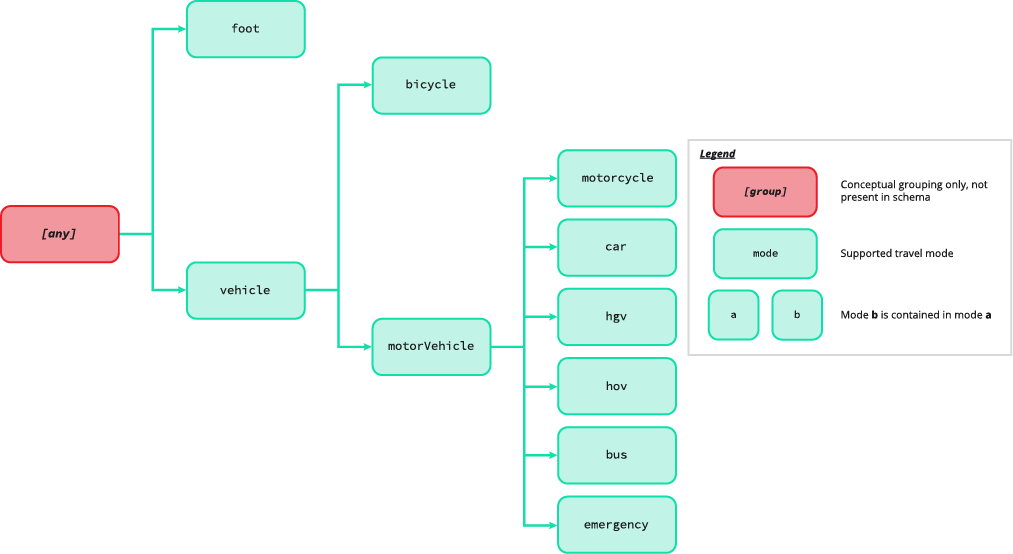 foot
bicycle
[any]
vehicle
motorVehicle
motorcycle
car
hgv
hov
bus
emergency
Legend
[group]
Conceptual grouping only, not
present in schema
mode
Supported travel mode
a
b
Mode b is contained in mode a